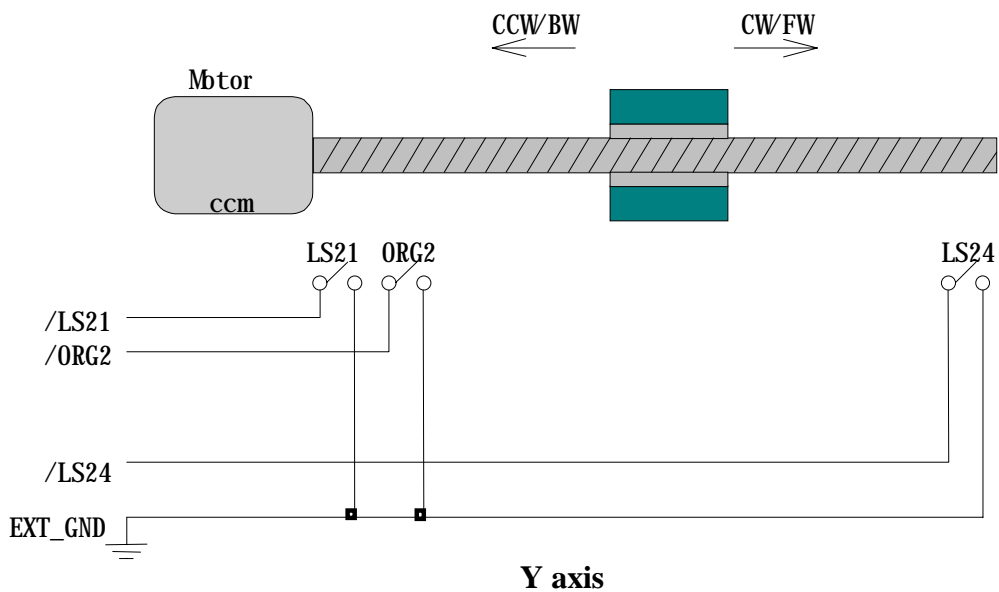 CCW/BW
CW/FW
Motor
ccm
LS21
ORG2
LS24
/LS21
/ORG2
/LS24
EXT_GND
Y axis